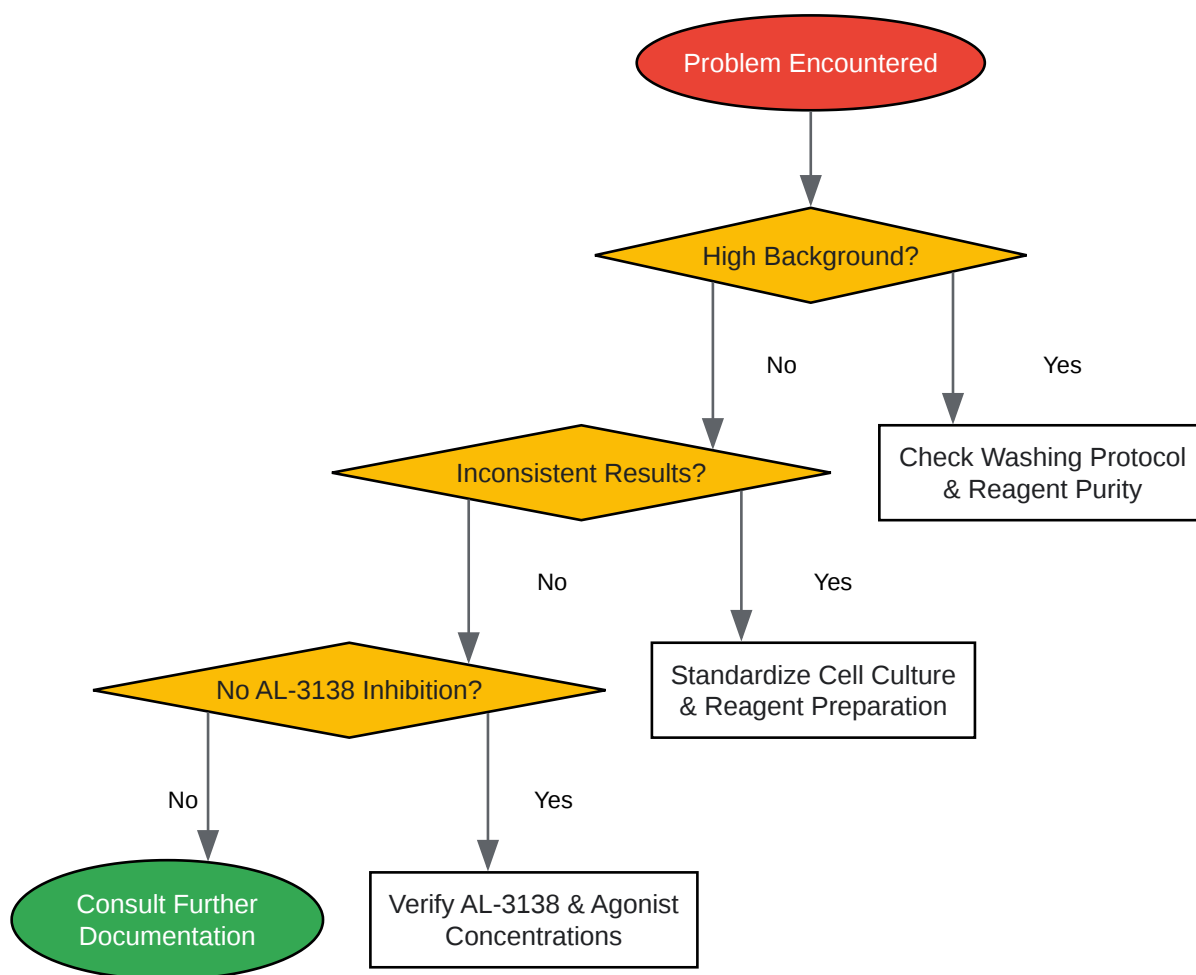 Problem Encountered
High Background?
No
Yes
Inconsistent Results?
Check Washing Protocol
& Reagent Purity
No
Yes
No AL-3138 Inhibition?
Standardize Cell Culture
& Reagent Preparation
No
Yes
Consult Further
Documentation
Verify AL-3138 & Agonist
Concentrations